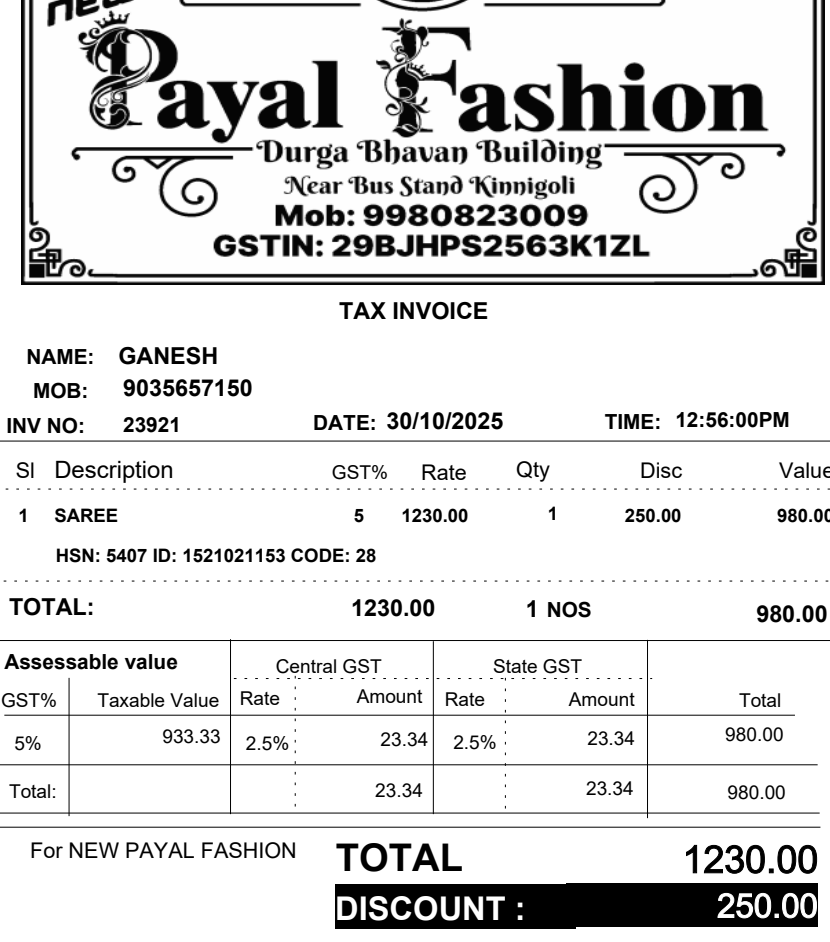 new
Payal Fashion
Durga Bhavan Building
Near Bus Stand Kinnigoli
Mob: 9980823009
GSTIN: 29BJHPS2563K1ZL
TAX INVOICE
NAME: GANESH
MOB: 9035657150
INV NO: 23921 DATE: 30/10/2025 TIME: 12:56:00PM
Sl Description GST% Rate Qty Disc Value
1 SAREE 5 1230.00 1 250.00 980.00
HSN: 5407 ID: 1521021153 CODE: 28
TOTAL: 1230.00 1 NOS 980.00
Assessable value Central GST State GST
GST% Taxable Value Rate Amount Rate Amount Total
5% 933.33 2.5% 23.34 2.5% 23.34 980.00
Total: 23.34 23.34 980.00
For NEW PAYAL FASHION TOTAL 1230.00
DISCOUNT : 250.00